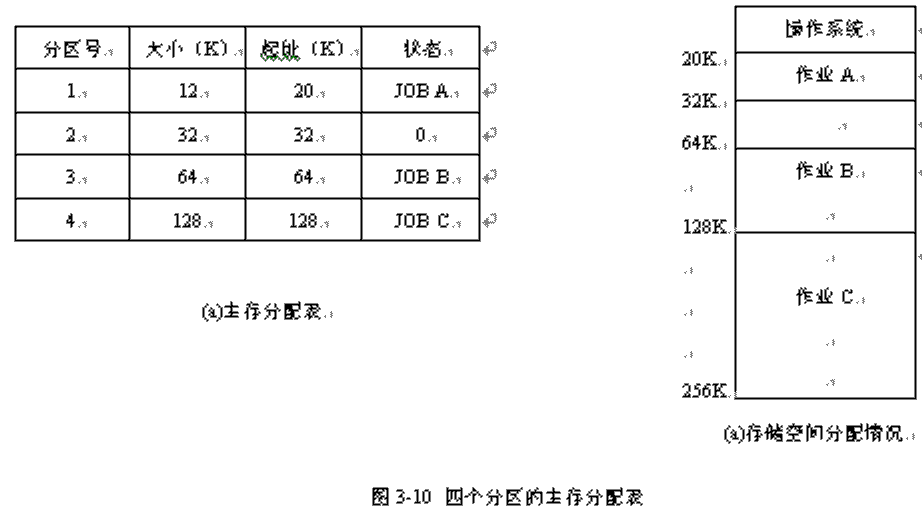 分区号 大小（K） 起址（K） 状态
1 12 20 JOB A
2 32 32 0
3 64 64 JOB B
4 128 128 JOB C
(a)主存分配表
操作系统
20K
作业 A
32K
64K
作业 B
128K
作业 C
256K
(a)存储空间分配情况
图 3-10 四个分区的主存分配表